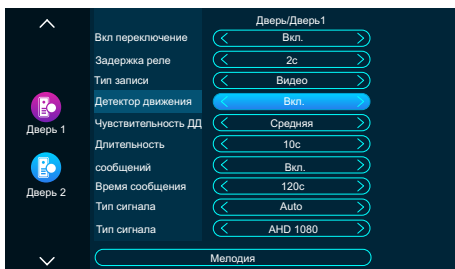 Дверь/Дверь1
Вкл переключение Вкл.
Задержка реле 2с
Тип записи Видео
Детектор движения Вкл.
Дверь 1
Чувствительность ДД Средняя
Длительность 10с
сообщений Вкл.
Дверь 2
Время сообщения 120с
Тип сигнала Auto
Тип сигнала AHD 1080
Мелодия